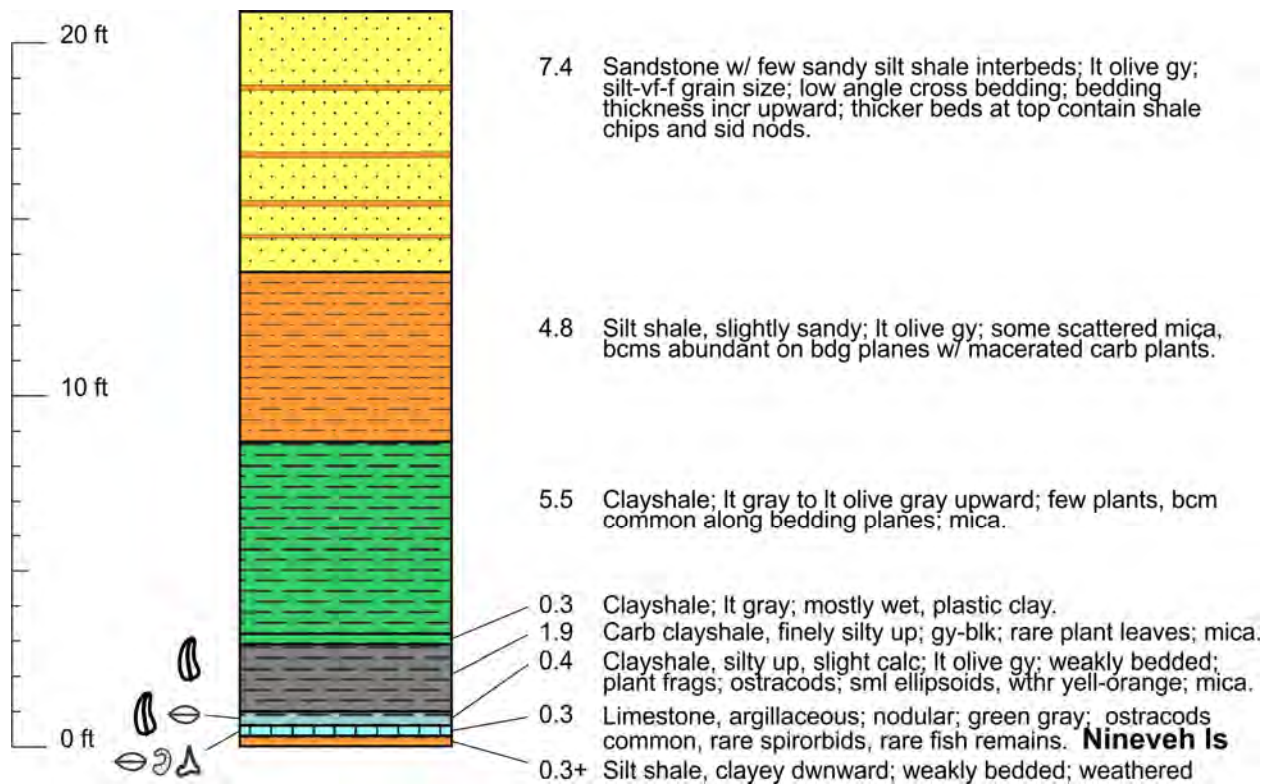 20 ft
7.4 Sandstone w/ few sandy silt shale interbeds; lt olive gy;
silt-vf-f grain size; low angle cross bedding; bedding
thickness incr upward; thicker beds at top contain shale
chips and sid nods.
4.8 Silt shale, slightly sandy; lt olive gy; some scattered mica,
bcms abundant on bdg planes w/ macerated carb plants.
10 ft
5.5 Clayshale; lt gray to lt olive gray upward; few plants, bcm
common along bedding planes; mica.
0.3 Clayshale; lt gray; mostly wet, plastic clay.
1.9 Carb clayshale, finely silty up; gy-blk; rare plant leaves; mica.
0.4 Clayshale, silty up, slight calc; lt olive gy; weakly bedded;
plant frags; ostracods; sml ellipsoids, wthr yell-orange; mica.
0.3 Limestone, argillaceous; nodular; green gray; ostracods
common, rare spirorbids, rare fish remains. Nineveh ls
0 ft
0.3+ Silt shale, clayey dwnward; weakly bedded; weathered